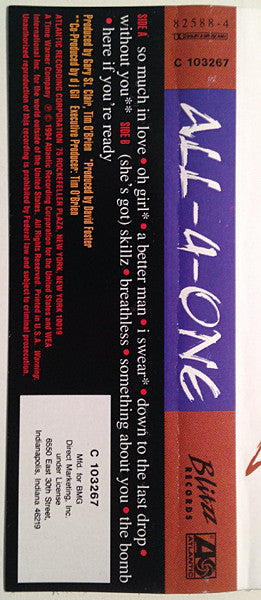 82588-4
DOLBY B NR
C 103267
ALL-4-ONE
Blitzz
RECORDS
ATLANTIC
SIDE A so much in love • oh girl* • a better man • i swear* • down to the last drop •
without you** SIDE B (she's got) skillz • breathless • something about you • the bomb
• here if you're ready
Produced by Gary St. Clair, Tim O'Brien *Produced by David Foster
**Co-Produced by dj Gil Executive Producer: Tim O'Brien
ATLANTIC RECORDING CORPORATION 75 ROCKEFELLER PLAZA, NEW YORK, NEW YORK 10019
A Time Warner Company Ⓟ © 1994 Atlantic Recording Corporation for the United States and WEA
International Inc. for the world outside of the United States. All Rights Reserved. Printed in U.S.A. Warning:
Unauthorized reproduction of this recording is prohibited by Federal law and subject to criminal prosecution.
C 103267
Mfd. for BMG
Direct Marketing, Inc.
under License
6550 East 30th Street,
Indianapolis, Indiana 46219